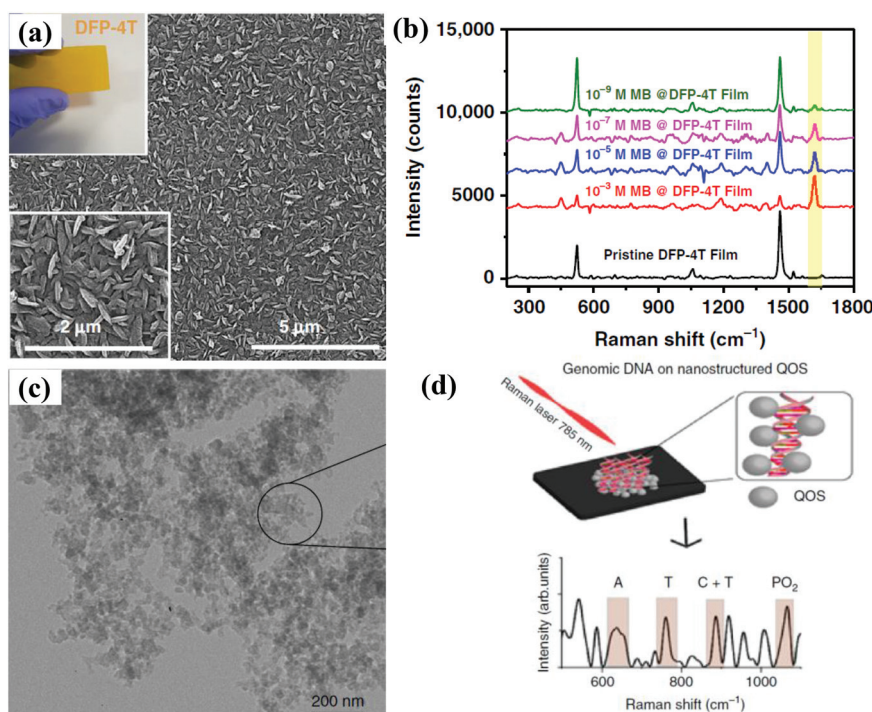 (a)
DFP-4T
2 μm
5 μm
(b)
15,000
10,000
5000
0
Intensity (counts)
10⁻⁹ M MB @DFP-4T Film
10⁻⁷ M MB @ DFP-4T Film
10⁻⁵ M MB @ DFP-4T Film
10⁻³ M MB @ DFP-4T Film
Pristine DFP-4T Film
300 600 900 1200 1500 1800
Raman shift (cm⁻¹)
(c)
200 nm
(d)
Genomic DNA on nanostructured QOS
Raman laser 785 nm
QOS
Intensity (arb.units)
A T C + T PO₂
600 800 1000
Raman shift (cm⁻¹)